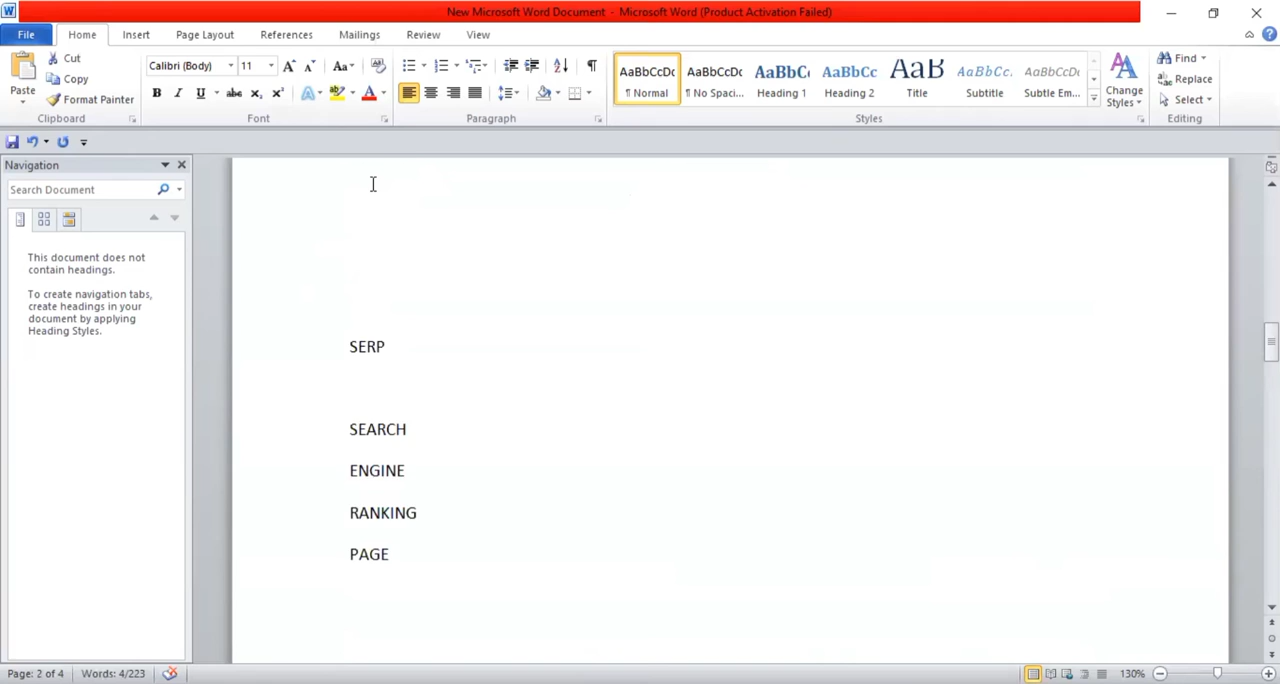 New Microsoft Word Document - Microsoft Word (Product Activation Failed)
File Home Insert Page Layout References Mailings Review View
Paste
Cut
Copy
Format Painter
Clipboard
Calibri (Body) 11
Font
Paragraph
AaBbCcDc AaBbCcDc AaBbC AaBbCc AaB AaBbCc. AaBbCcDc
¶ Normal ¶ No Spaci... Heading 1 Heading 2 Title Subtitle Subtle Em...
Change
Styles
Styles
Find
Replace
Select
Editing
Navigation
Search Document
This document does not
contain headings.
To create navigation tabs,
create headings in your
document by applying
Heading Styles.
SERP
SEARCH
ENGINE
RANKING
PAGE
Page: 2 of 4 Words: 4/223 130%